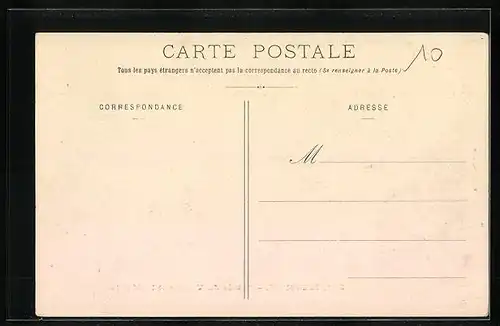 CARTE POSTALE
Tous les pays étrangers n'acceptent pas la correspondance au recto (Se renseigner à la Poste)
10
CORRESPONDANCE
ADRESSE
M